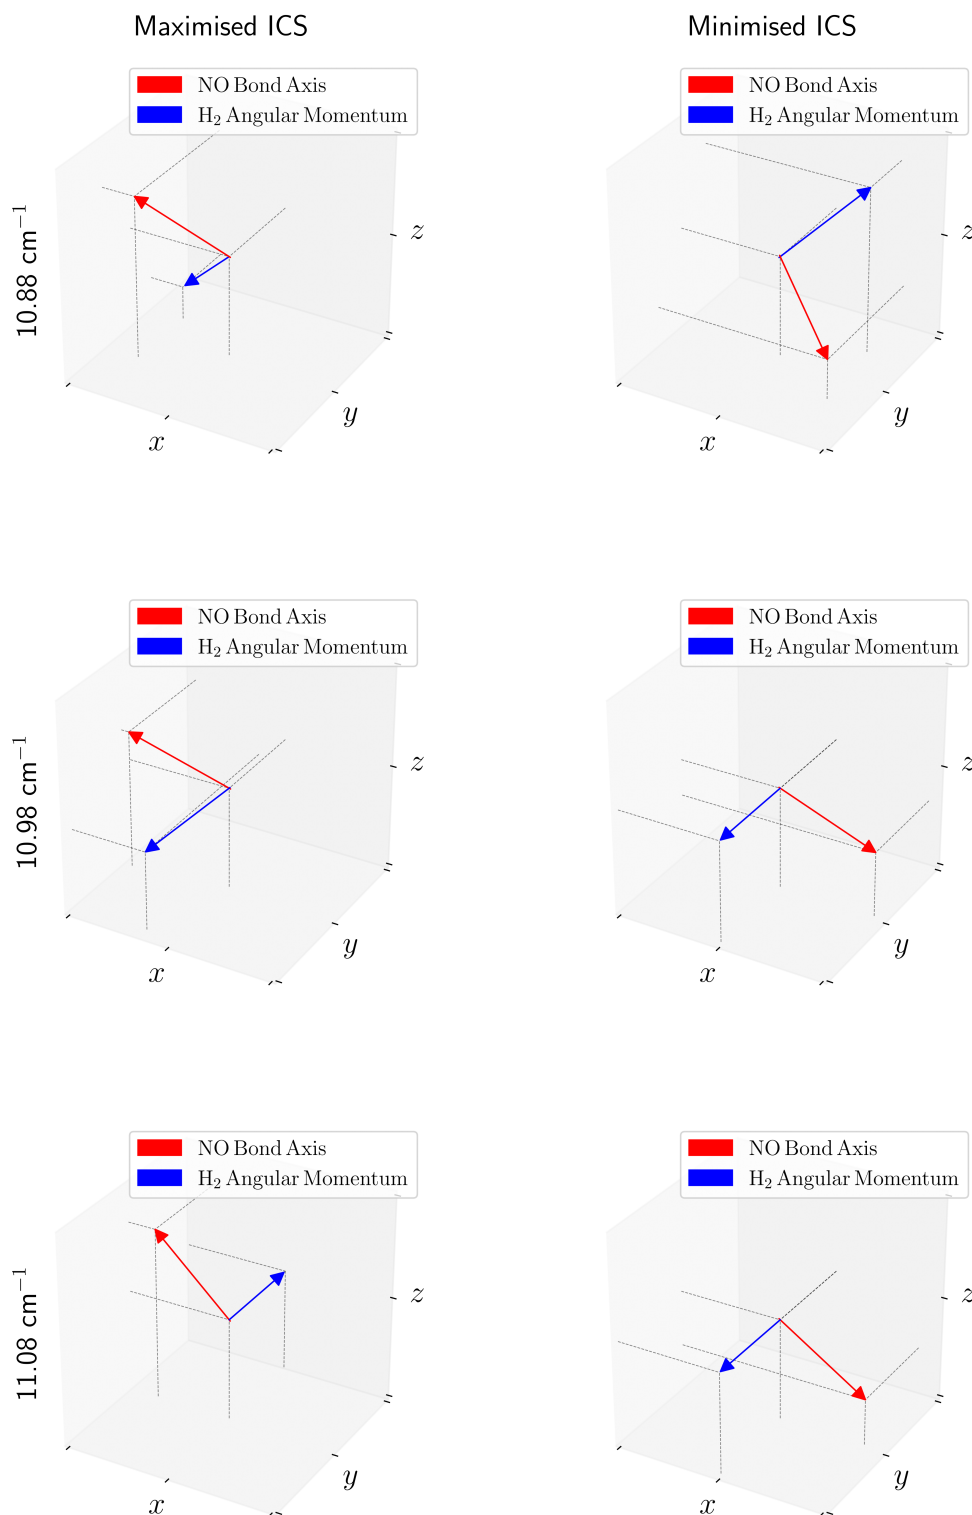 Maximised ICS
Minimised ICS
NO Bond Axis
H₂ Angular Momentum
NO Bond Axis
H₂ Angular Momentum
10.88 cm⁻¹
z
z
y
y
x
x
NO Bond Axis
H₂ Angular Momentum
NO Bond Axis
H₂ Angular Momentum
10.98 cm⁻¹
z
z
y
y
x
x
NO Bond Axis
H₂ Angular Momentum
NO Bond Axis
H₂ Angular Momentum
11.08 cm⁻¹
z
z
y
y
x
x